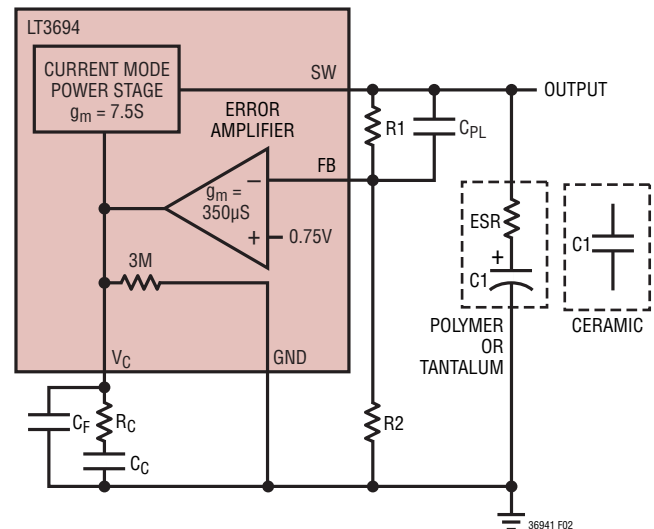 LT3694
CURRENT MODE
POWER STAGE
gm = 7.5S
SW
OUTPUT
ERROR
AMPLIFIER
R1
CPL
FB
gm =
350µS
–
+
0.75V
ESR
+
C1
C1
3M
POLYMER
OR
TANTALUM
CERAMIC
VC
GND
CF
RC
R2
CC
36941 F02